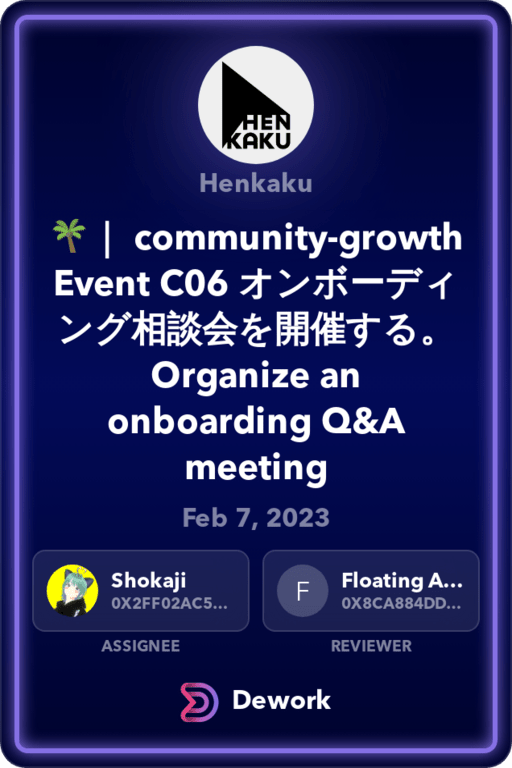 HEN
KAKU
Henkaku
🌴｜ community-growth
Event C06 オンボーディ
ング相談会を開催する。
Organize an
onboarding Q&A
meeting
Feb 7, 2023
Shokaji
0X2FF02AC5...
ASSIGNEE
F
Floating A...
0X8CA884DD...
REVIEWER
Dework